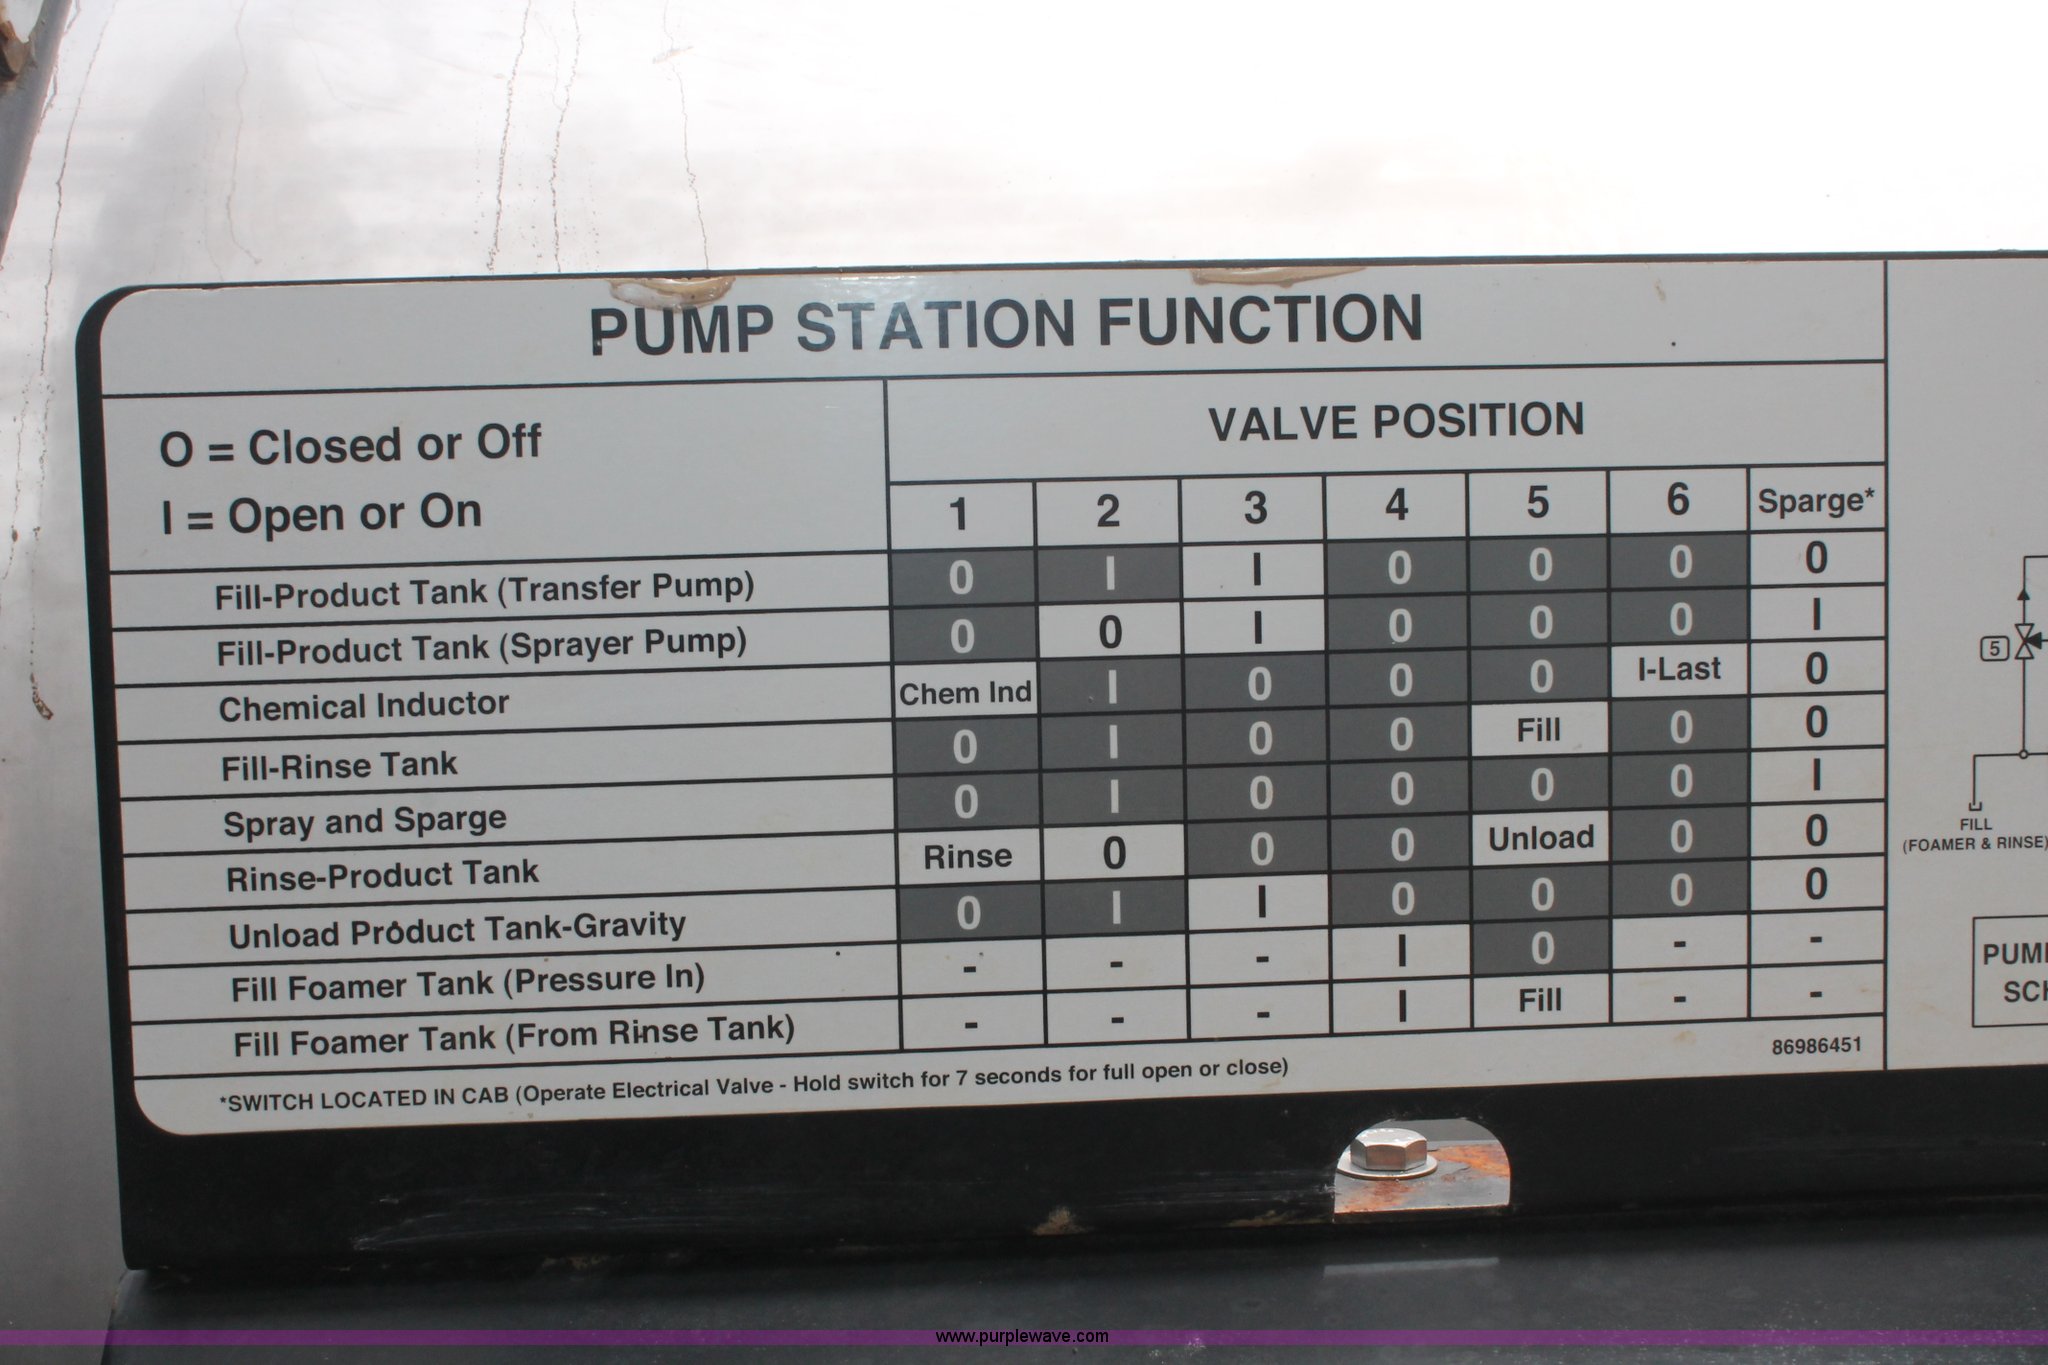 PUMP STATION FUNCTION
O = Closed or Off
I = Open or On
VALVE POSITION
1 2 3 4 5 6 Sparge*
Fill-Product Tank (Transfer Pump) 0 I I 0 0 0 0
Fill-Product Tank (Sprayer Pump) 0 0 I 0 0 0 I
Chemical Inductor Chem Ind I 0 0 0 I-Last 0
Fill-Rinse Tank 0 I 0 0 Fill 0 0
Spray and Sparge 0 I 0 0 0 0 I
Rinse-Product Tank Rinse 0 0 0 Unload 0 0
Unload Product Tank-Gravity 0 I I 0 0 0 0
Fill Foamer Tank (Pressure In) - - - I 0 - -
Fill Foamer Tank (From Rinse Tank) - - - I Fill - -
*SWITCH LOCATED IN CAB (Operate Electrical Valve - Hold switch for 7 seconds for full open or close)
86986451
5
FILL
(FOAMER & RINSE)
www.purplewave.com